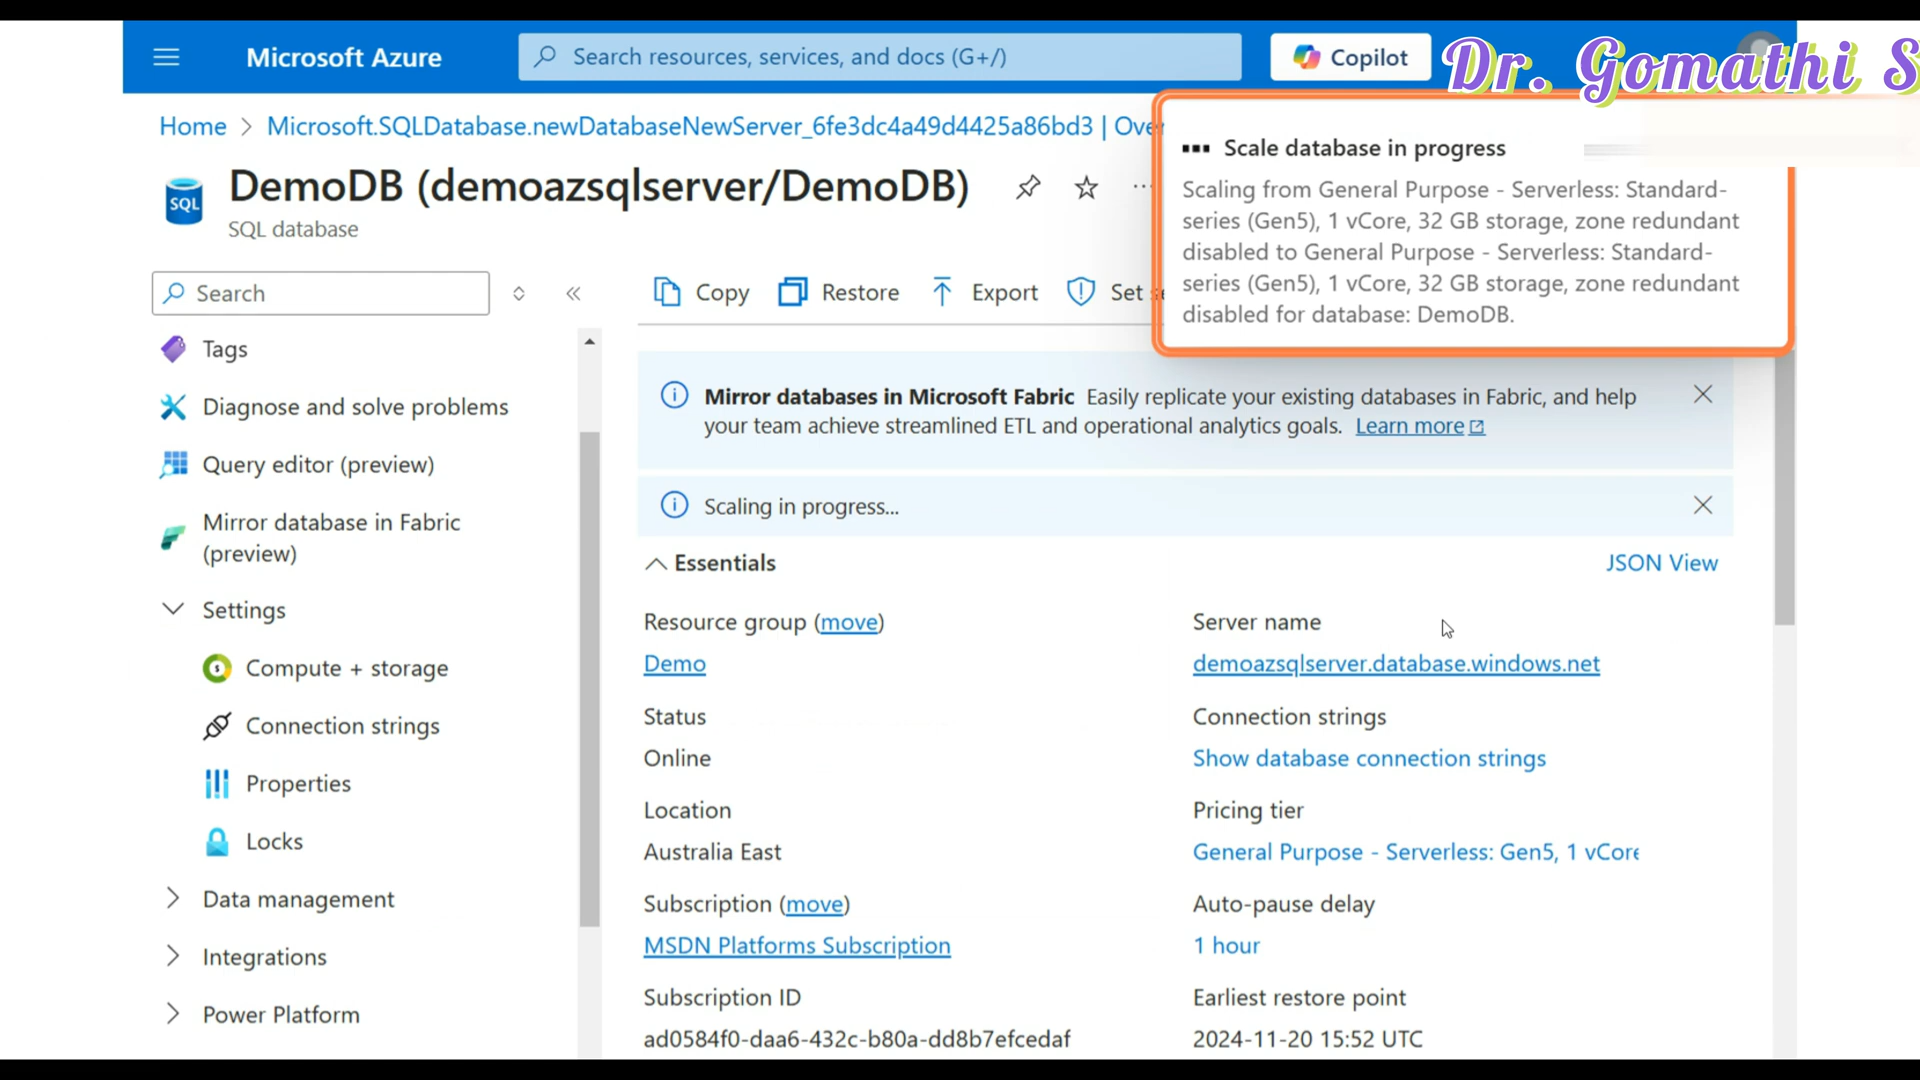 Microsoft Azure
Search resources, services, and docs (G+/)
Copilot
Dr. Gomathi S
Home > Microsoft.SQLDatabase.newDatabaseNewServer_6fe3dc4a49d4425a86bd3 | Over
DemoDB (demoazsqlserver/DemoDB)
SQL database
Scale database in progress
Scaling from General Purpose - Serverless: Standard-
series (Gen5), 1 vCore, 32 GB storage, zone redundant
disabled to General Purpose - Serverless: Standard-
series (Gen5), 1 vCore, 32 GB storage, zone redundant
disabled for database: DemoDB.
Search
Tags
Diagnose and solve problems
Query editor (preview)
Mirror database in Fabric
(preview)
Settings
Compute + storage
Connection strings
Properties
Locks
Data management
Integrations
Power Platform
Copy Restore Export Set se
Mirror databases in Microsoft Fabric Easily replicate your existing databases in Fabric, and help
your team achieve streamlined ETL and operational analytics goals. Learn more
Scaling in progress...
Essentials
JSON View
Resource group (move)
Demo
Status
Online
Location
Australia East
Subscription (move)
MSDN Platforms Subscription
Subscription ID
ad0584f0-daa6-432c-b80a-dd8b7efcedaf
Server name
demoazsqlserver.database.windows.net
Connection strings
Show database connection strings
Pricing tier
General Purpose - Serverless: Gen5, 1 vCore
Auto-pause delay
1 hour
Earliest restore point
2024-11-20 15:52 UTC